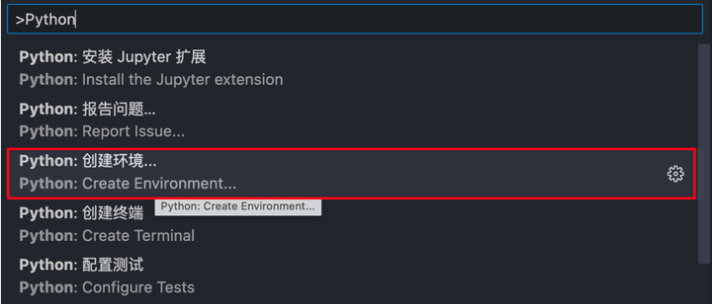 >Python
Python: 安装 Jupyter 扩展
Python: Install the Jupyter extension
Python: 报告问题...
Python: Report Issue...
Python: 创建环境...
Python: Create Environment...
Python: Create Environment...
Python: 创建终端
Python: Create Terminal
Python: 配置测试
Python: Configure Tests